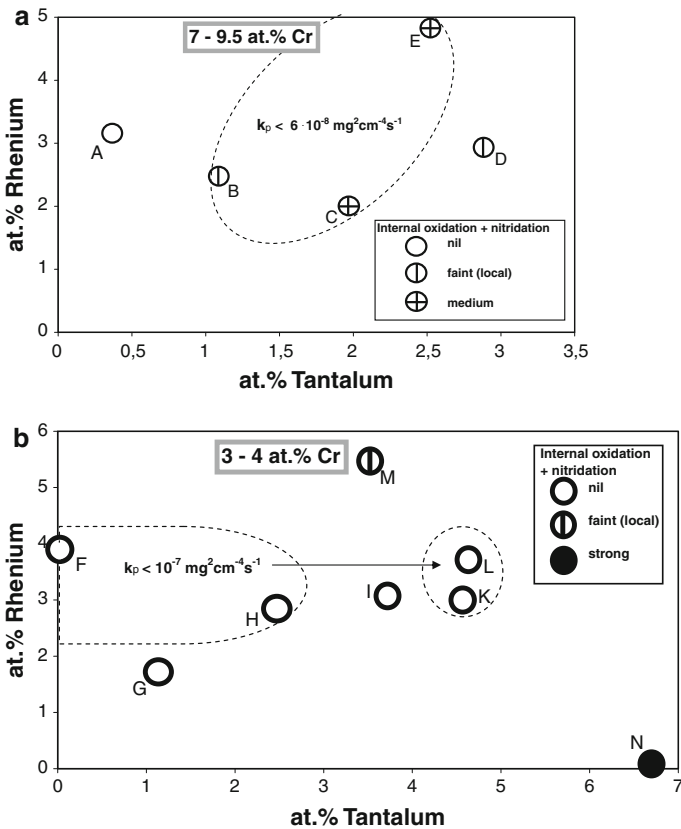 a
7 - 9.5 at.% Cr
at.% Rhenium
5
4
3
2
1
0
E
kp < 6 ·10-8 mg2cm-4s-1
A
B
C
D
Internal oxidation + nitridation
nil
faint (local)
medium
0 0,5 1 1,5 2 2,5 3 3,5
at.% Tantalum
b
3 - 4 at.% Cr
at.% Rhenium
6
5
4
3
2
1
0
M
F
kp < 10-7 mg2cm-4s-1
L
K
I
H
G
N
Internal oxidation
+ nitridation
nil
faint (local)
strong
0 1 2 3 4 5 6 7
at.% Tantalum